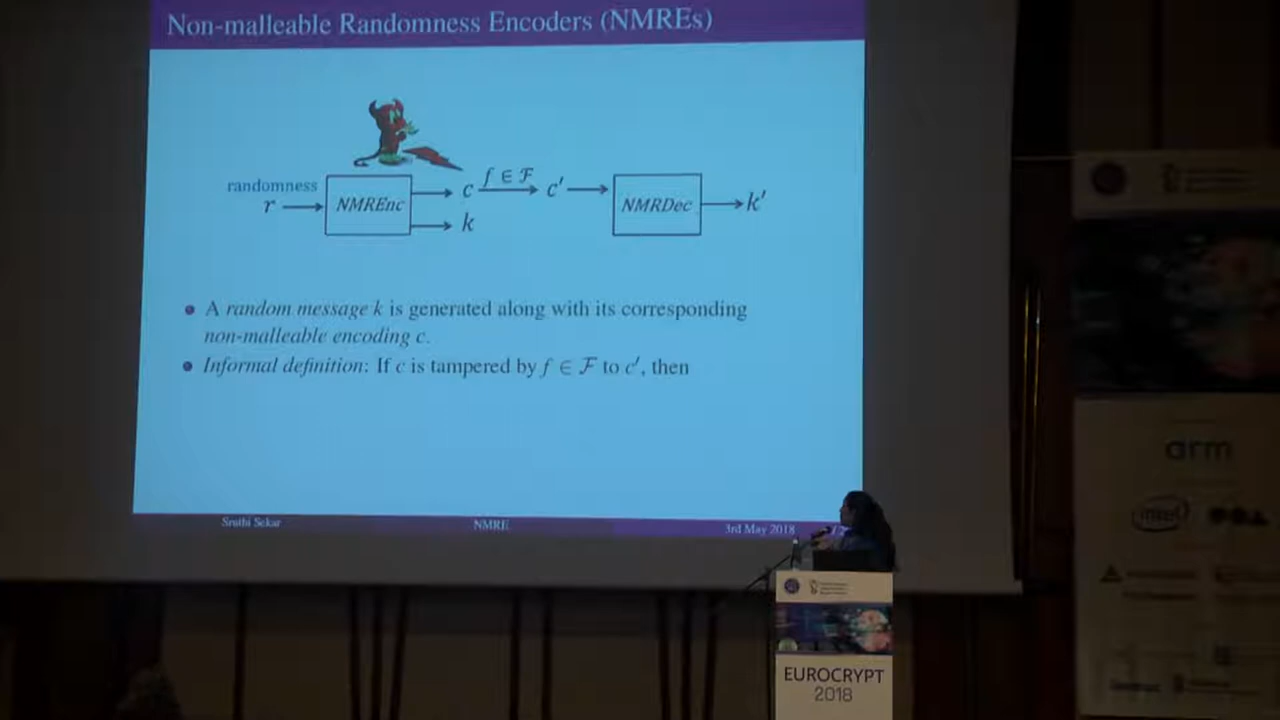 Non-malleable Randomness Encoders (NMREs)
randomness
r
NMREnc
c
f ∈ ℱ
c′
k
NMRDec
k′
A random message k is generated along with its corresponding
non-malleable encoding c.
Informal definition: If c is tampered by f ∈ ℱ to c′, then
Sruthi Sekar
NMRE
3rd May 2018
EUROCRYPT
2018
arm
intel